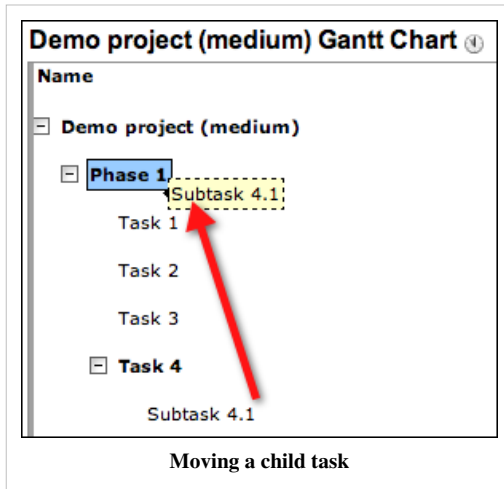 Demo project (medium) Gantt Chart
Name
Demo project (medium)
Phase 1
Subtask 4.1
Task 1
Task 2
Task 3
Task 4
Subtask 4.1
Moving a child task